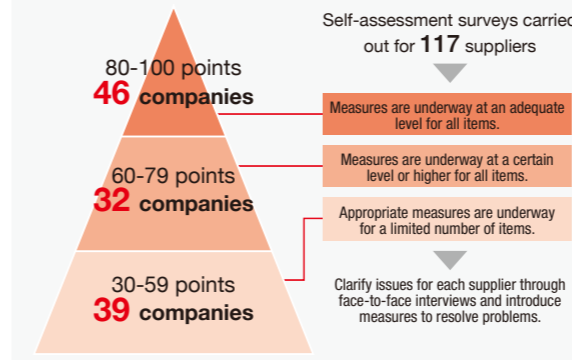 Self-assessment surveys carried
out for 117 suppliers
80-100 points
46 companies
Measures are underway at an adequate
level for all items.
60-79 points
32 companies
Measures are underway at a certain
level or higher for all items.
Appropriate measures are underway
for a limited number of items.
30-59 points
39 companies
Clarify issues for each supplier through
face-to-face interviews and introduce
measures to resolve problems.